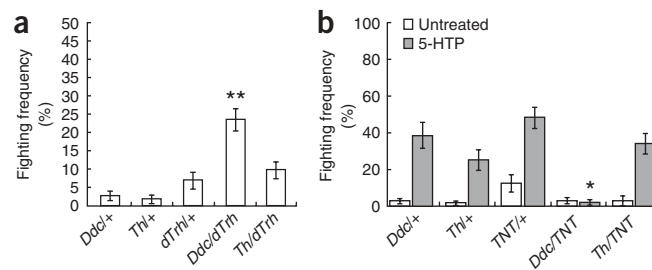 a
Fighting frequency
(%)
50
45
40
35
30
25
20
15
10
5
0
**
Ddc/+
Th/+
dTrh/+
Ddc/dTrh
Th/dTrh
b
Fighting frequency
(%)
100
80
60
40
20
0
Untreated
5-HTP
*
Ddc/+
Th/+
TNT/+
Ddc/TNT
Th/TNT